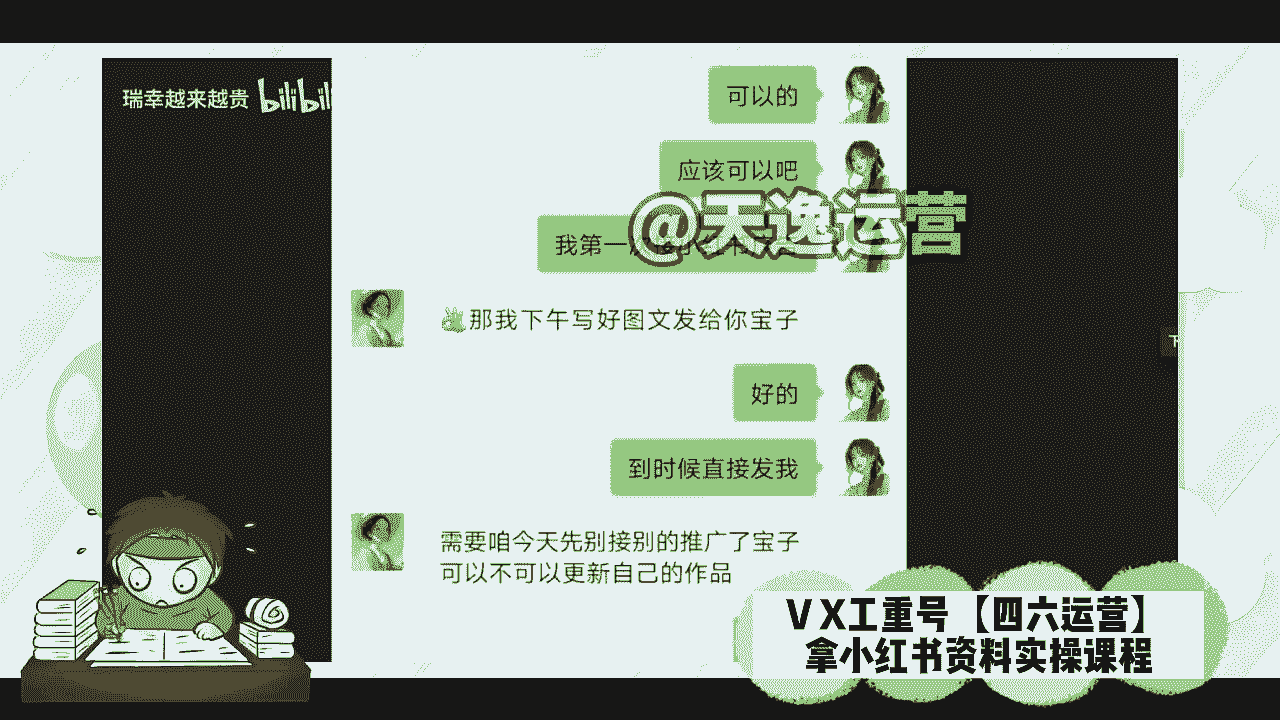 瑞幸越来越贵 bilibili
可以的
应该可以吧
@天逸运营
我第一
那我下午写好图文发给你宝子
好的
到时候直接发我
需要咱今天先别接别的推广了宝子
可以不可以更新自己的作品
VX工重号【四六运营】
拿小红书资料实操课程